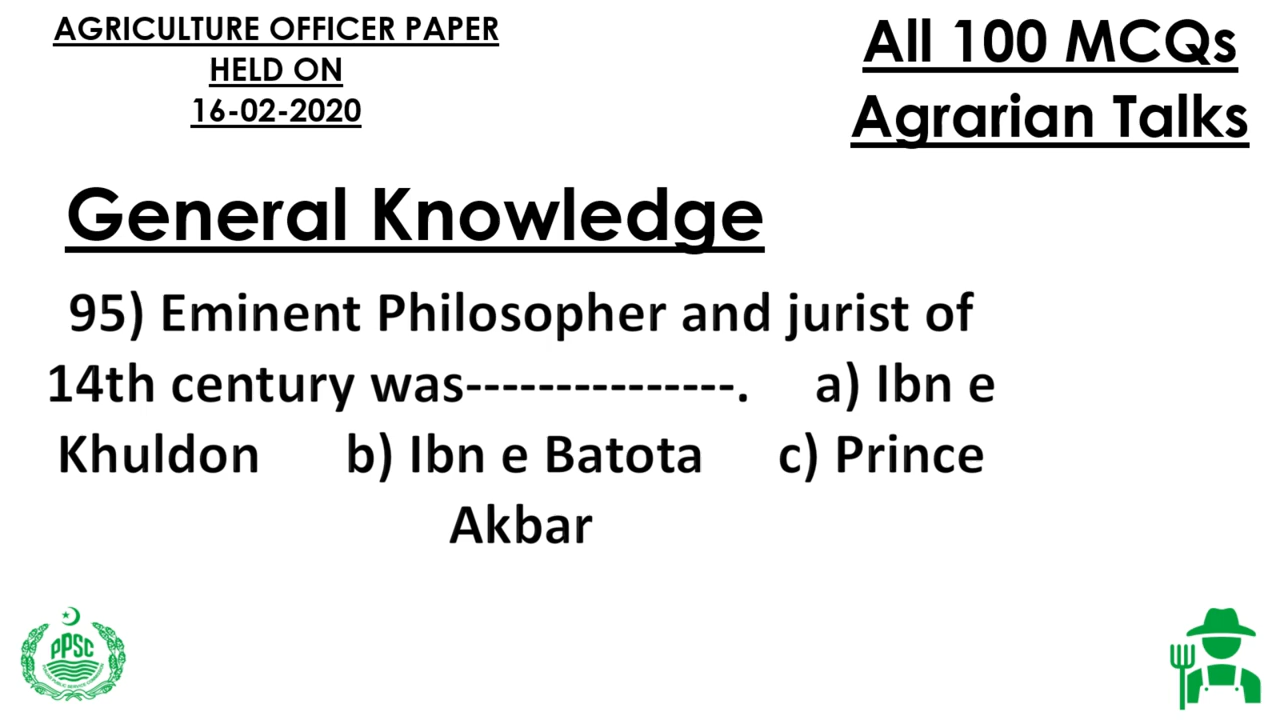 AGRICULTURE OFFICER PAPER
HELD ON
16-02-2020
All 100 MCQs
Agrarian Talks
General Knowledge
95) Eminent Philosopher and jurist of
14th century was---------------. a) Ibn e
Khuldon b) Ibn e Batota c) Prince
Akbar
PPSC